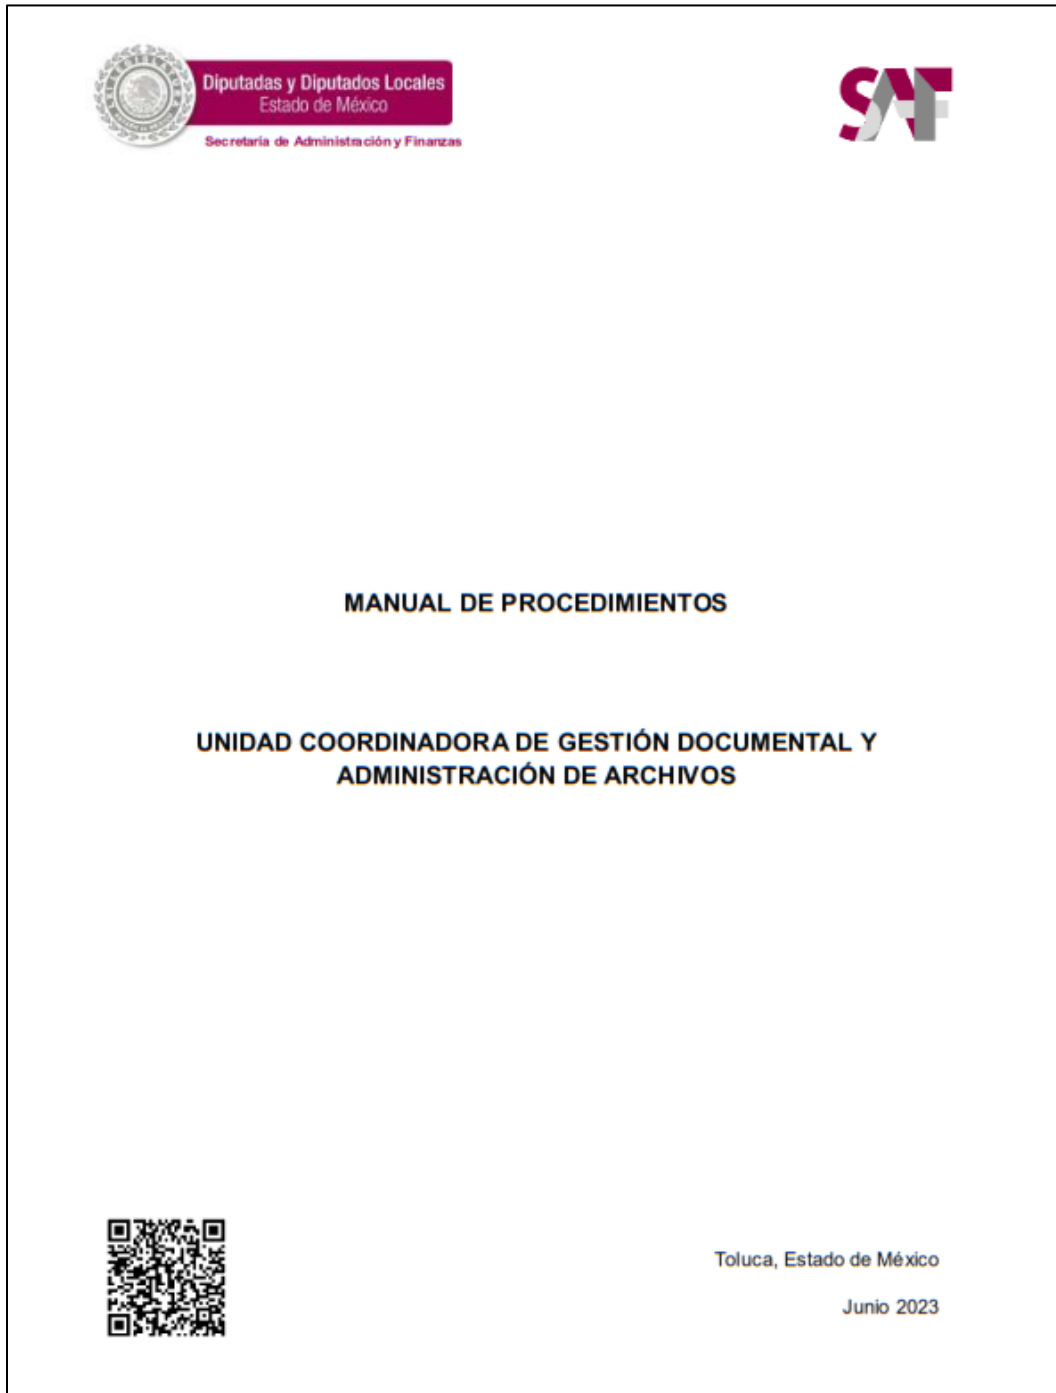 Diputadas y Diputados Locales
Estado de México
Secretaría de Administración y Finanzas
SAF
MANUAL DE PROCEDIMIENTOS
UNIDAD COORDINADORA DE GESTIÓN DOCUMENTAL Y
ADMINISTRACIÓN DE ARCHIVOS
Toluca, Estado de México
Junio 2023